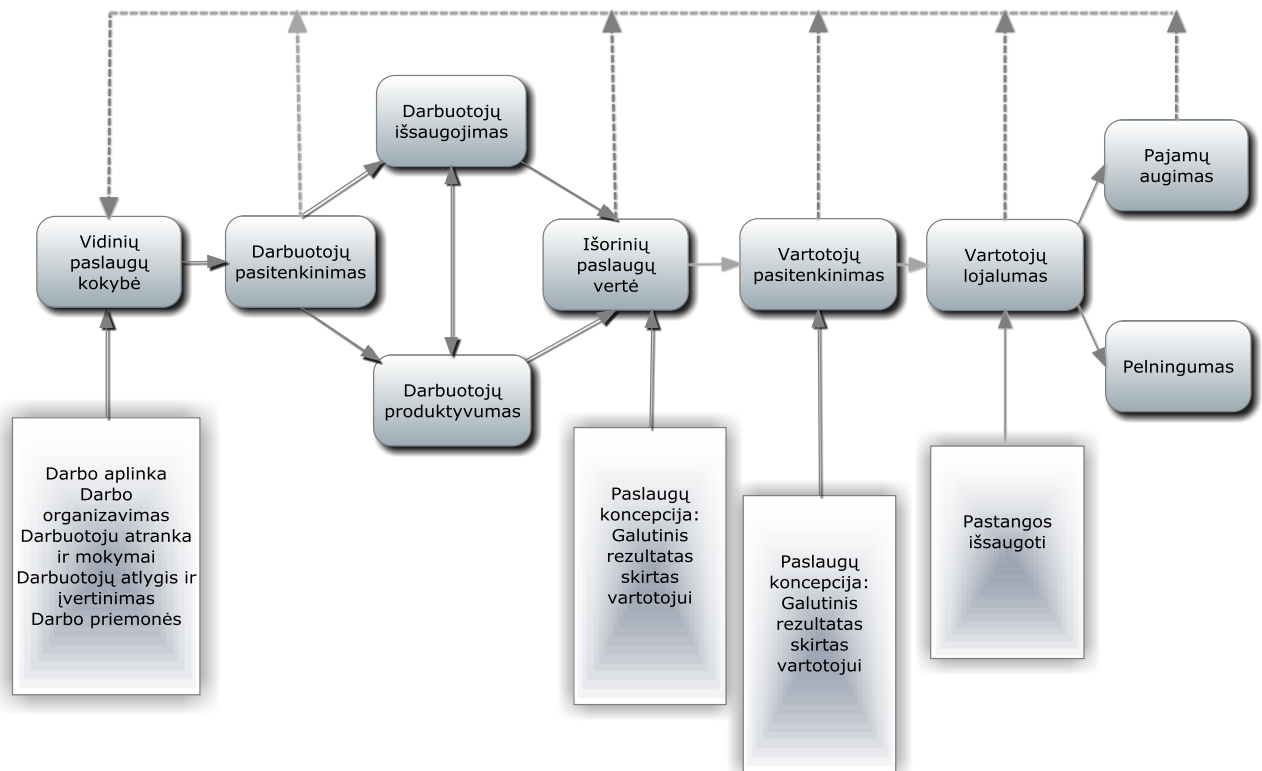 Darbuotojų
išsaugojimas
Pajamų
augimas
Vidinių
paslaugų
kokybė
Darbuotojų
pasitenkinimas
Išorinių
paslaugų
vertė
Vartotojų
pasitenkinimas
Vartotojų
lojalumas
Darbuotojų
produktyvumas
Pelningumas
Darbo aplinka
Darbo
organizavimas
Darbuotoju atranka
ir mokymai
Darbuotojų atlygis ir
įvertinimas
Darbo priemonės
Paslaugų
koncepcija:
Galutinis
rezultatas
skirtas
vartotojui
Paslaugų
koncepcija:
Galutinis
rezultatas
skirtas
vartotojui
Pastangos
išsaugoti